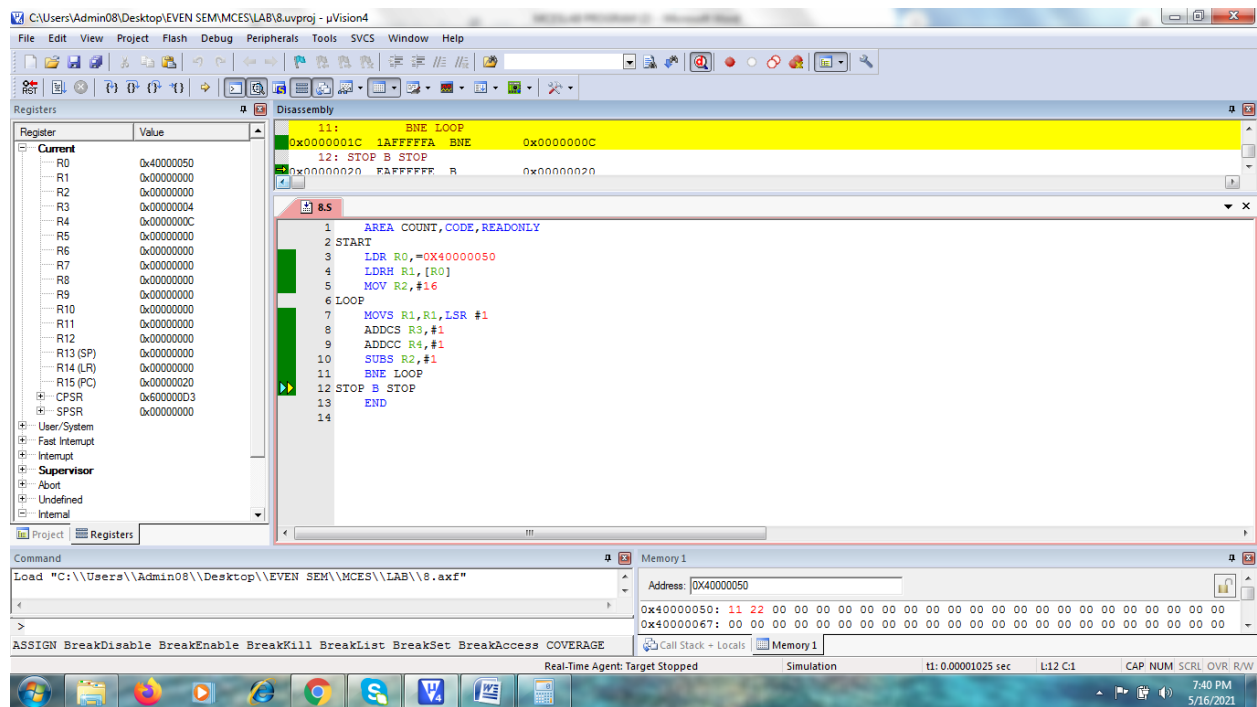 C:\Users\Admin08\Desktop\EVEN SEM\MCES\LAB\8.uvproj - µVision4
File Edit View Project Flash Debug Peripherals Tools SVCS Window Help
Registers
Register Value
Current
R0 0x40000050
R1 0x00000000
R2 0x00000000
R3 0x00000004
R4 0x0000000C
R5 0x00000000
R6 0x00000000
R7 0x00000000
R8 0x00000000
R9 0x00000000
R10 0x00000000
R11 0x00000000
R12 0x00000000
R13 (SP) 0x00000000
R14 (LR) 0x00000000
R15 (PC) 0x00000020
CPSR 0x600000D3
SPSR 0x00000000
User/System
Fast Interrupt
Interrupt
Supervisor
Abort
Undefined
Internal
Project Registers
Disassembly
11: BNE LOOP
0x0000001C 1AFFFFFA BNE 0x0000000C
12: STOP B STOP
0x00000020 EAFFFFFE B 0x00000020
8.S
1 AREA COUNT,CODE,READONLY
2 START
3 LDR R0,=0X40000050
4 LDRH R1,[R0]
5 MOV R2,#16
6 LOOP
7 MOVS R1,R1,LSR #1
8 ADDCS R3,#1
9 ADDCC R4,#1
10 SUBS R2,#1
11 BNE LOOP
12 STOP B STOP
13 END
14
Command
Load "C:\\Users\\Admin08\\Desktop\\EVEN SEM\\MCES\\LAB\\8.axf"
>
ASSIGN BreakDisable BreakEnable BreakKill BreakList BreakSet BreakAccess COVERAGE
Memory 1
Address: 0X40000050
0x40000050: 11 22 00 00 00 00 00 00 00 00 00 00 00 00 00 00 00 00 00 00 00 00 00
0x40000067: 00 00 00 00 00 00 00 00 00 00 00 00 00 00 00 00 00 00 00 00 00 00 00
Call Stack + Locals Memory 1
Real-Time Agent: Target Stopped Simulation t1: 0.00001025 sec L:12 C:1 CAP NUM SCRL OVR R/W
7:40 PM
5/16/2021